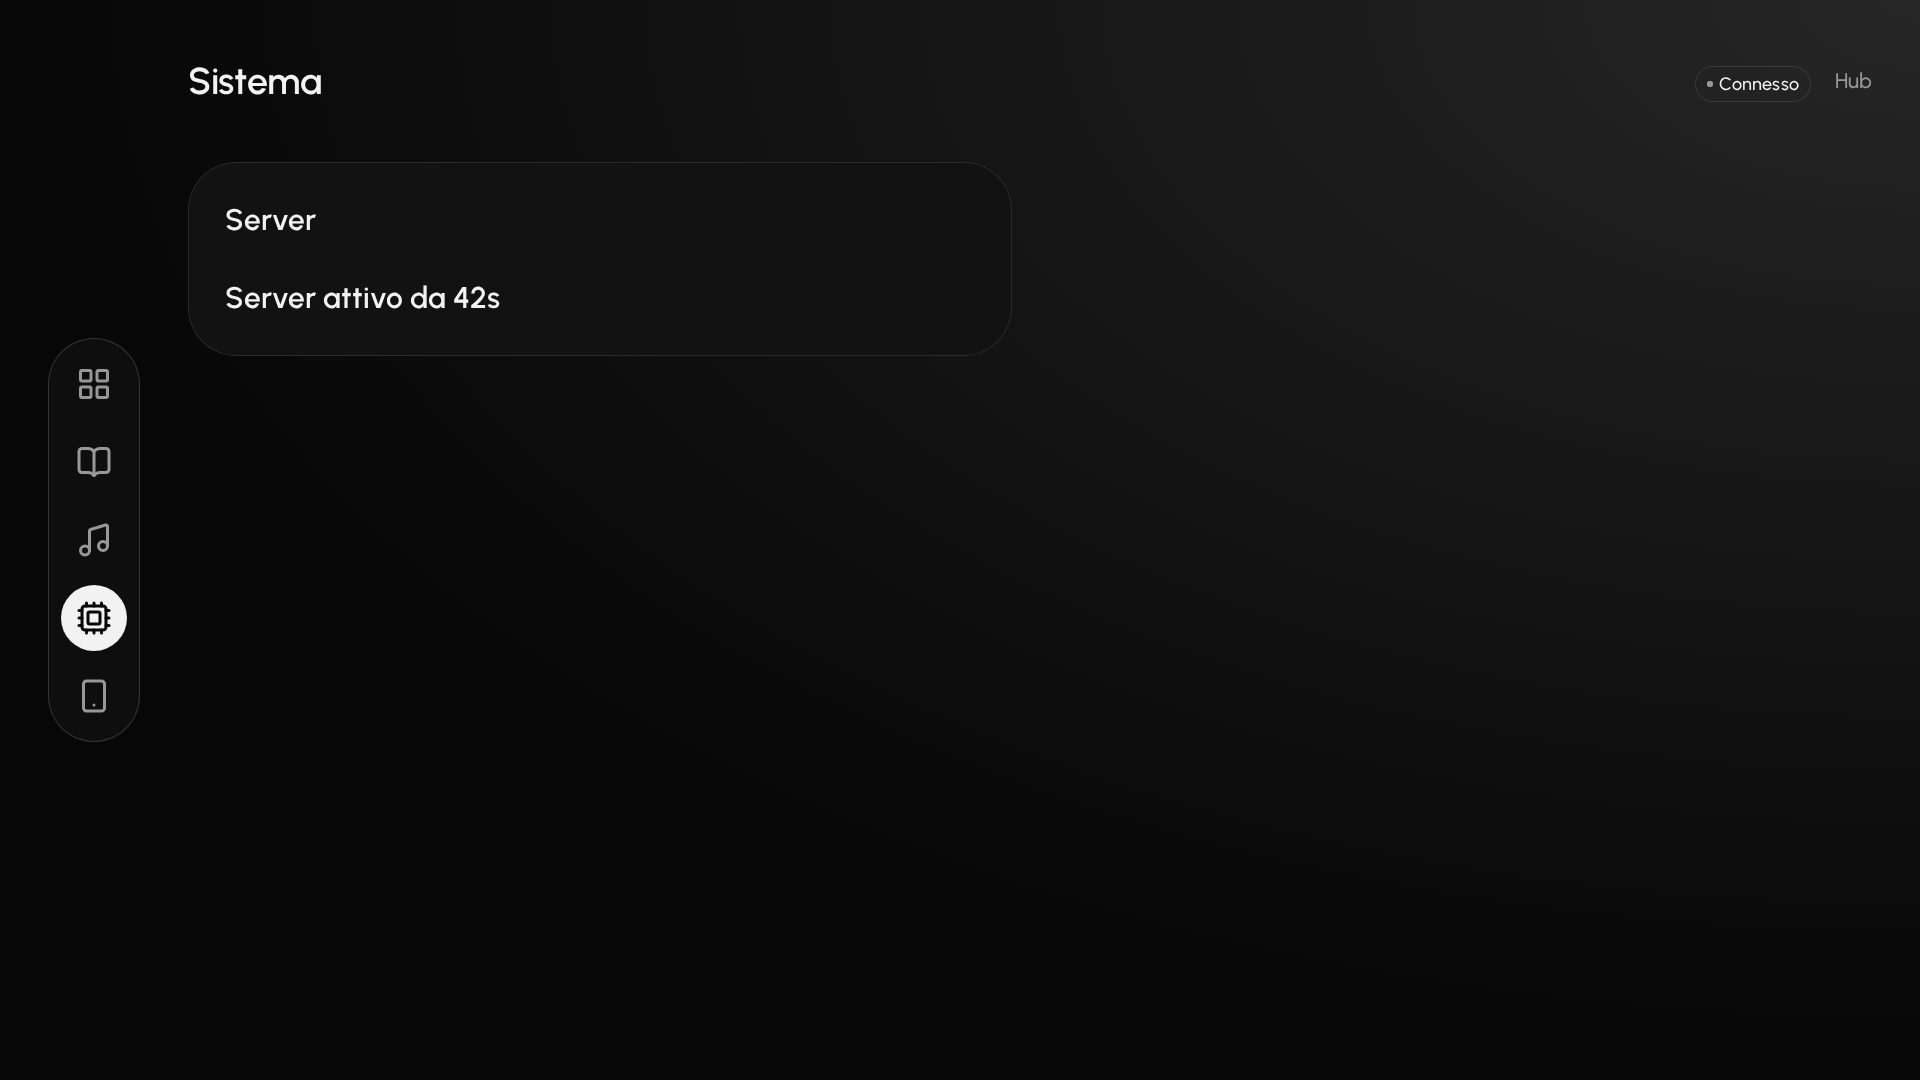 Sistema
Connesso
Hub
Server
Server attivo da 42s